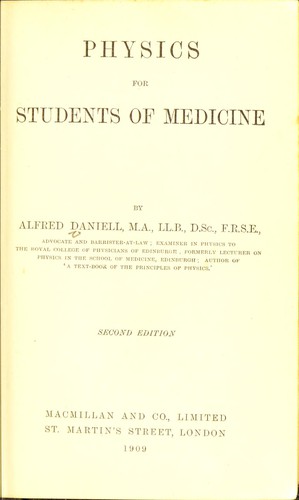 PHYSICS
FOR
STUDENTS OF MEDICINE
BY
ALFRED DANIELL, M.A., LL.B., D.Sc., F.R.S.E.,
ADVOCATE AND BARRISTER-AT-LAW; EXAMINER IN PHYSICS TO
THE ROYAL COLLEGE OF PHYSICIANS OF EDINBURGH; FORMERLY LECTURER ON
PHYSICS IN THE SCHOOL OF MEDICINE, EDINBURGH; AUTHOR OF
'A TEXT-BOOK OF THE PRINCIPLES OF PHYSICS.'
SECOND EDITION
MACMILLAN AND CO., LIMITED
ST. MARTIN'S STREET, LONDON
1909